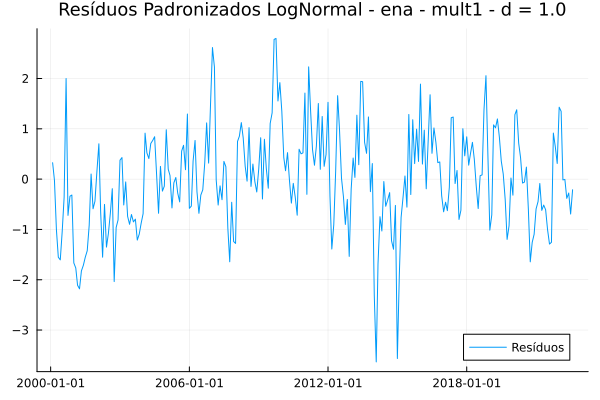 Resíduos Padronizados LogNormal - ena - mult1 - d = 1.0
2
1
0
−1
−2
−3
Resíduos
2000-01-01 2006-01-01 2012-01-01 2018-01-01